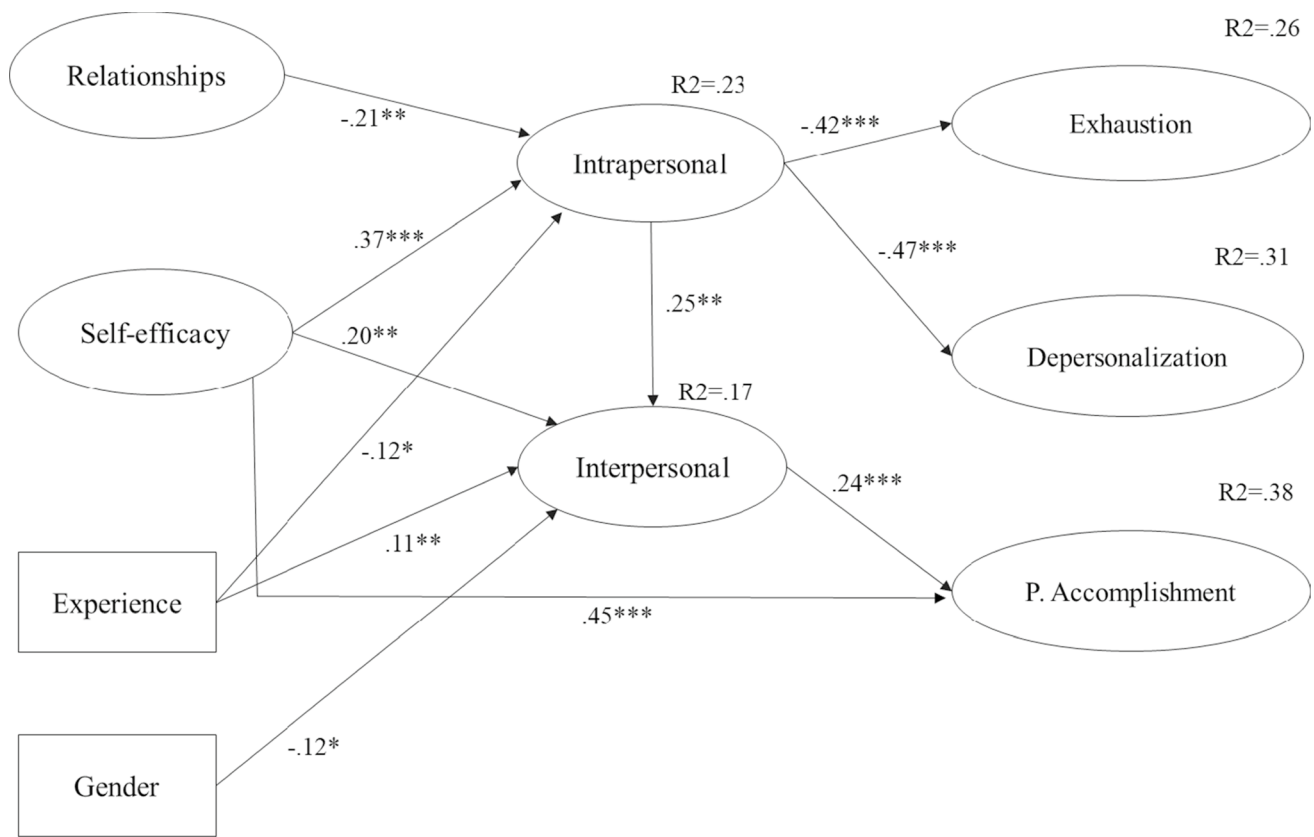 R2=.26
Relationships
R2=.23
-.21**
-.42***
Exhaustion
Intrapersonal
.37***
-.47***
R2=.31
.25**
Self-efficacy
.20**
Depersonalization
R2=.17
-.12*
Interpersonal
.24***
R2=.38
.11**
Experience
P. Accomplishment
.45***
-.12*
Gender